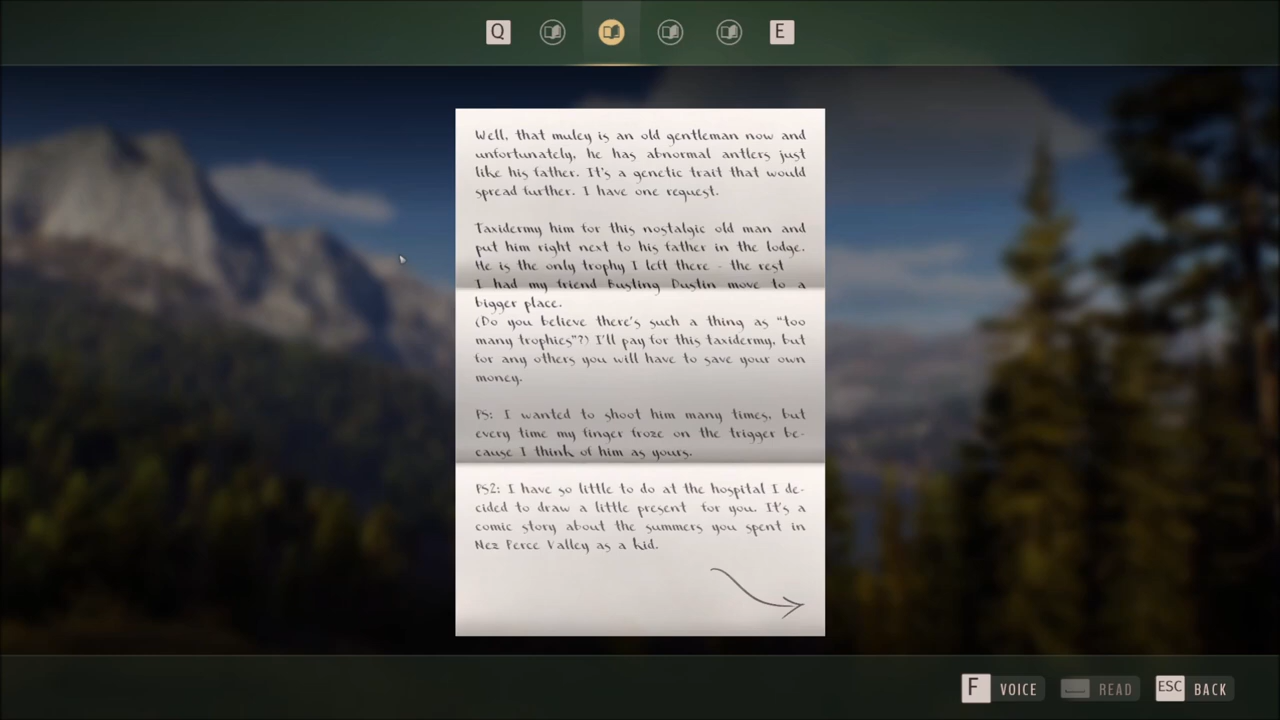 Q E
Well, that muley is an old gentleman now and
unfortunately, he has abnormal antlers just
like his father. It's a genetic trait that would
spread further. I have one request.
Taxidermy him for this nostalgic old man and
put him right next to his father in the lodge.
He is the only trophy I left there - the rest
I had my friend Busting Dustin move to a
bigger place.
(Do you believe there's such a thing as "too
many trophies"?) I'll pay for this taxidermy, but
for any others you will have to save your own
money.
PS: I wanted to shoot him many times, but
every time my finger froze on the trigger be-
cause I think of him as yours.
PS2: I have so little to do at the hospital I de-
cided to draw a little present for you. It's a
comic story about the summers you spent in
Nez Perce Valley as a kid.
F VOICE READ ESC BACK